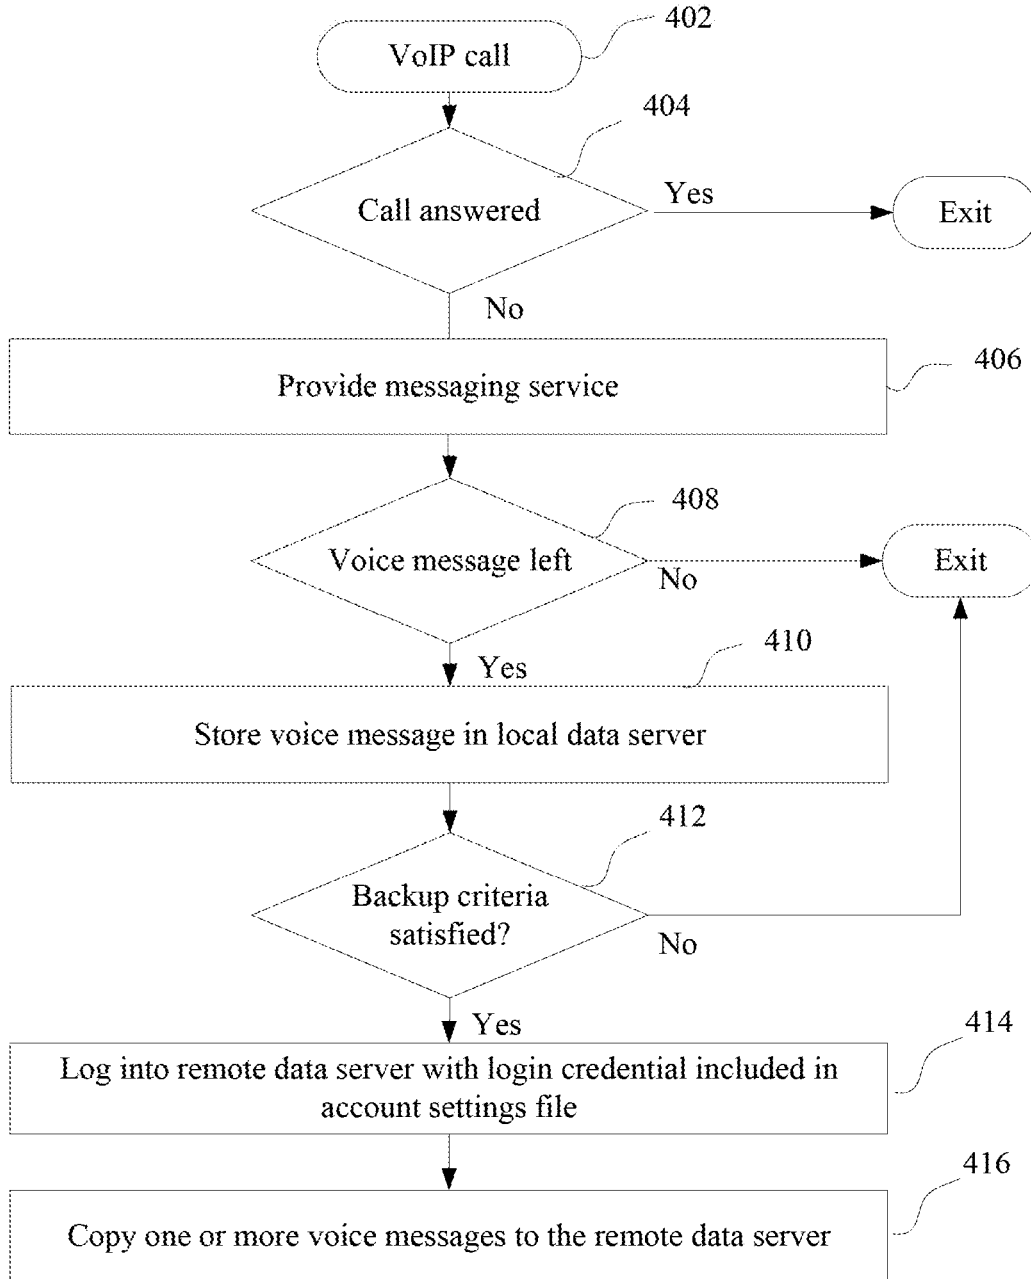 402
VoIP call
404
Call answered
Yes
Exit
No
406
Provide messaging service
408
Voice message left
No
Exit
Yes
410
Store voice message in local data server
412
Backup criteria
satisfied?
No
Yes
414
Log into remote data server with login credential included in
account settings file
416
Copy one or more voice messages to the remote data server